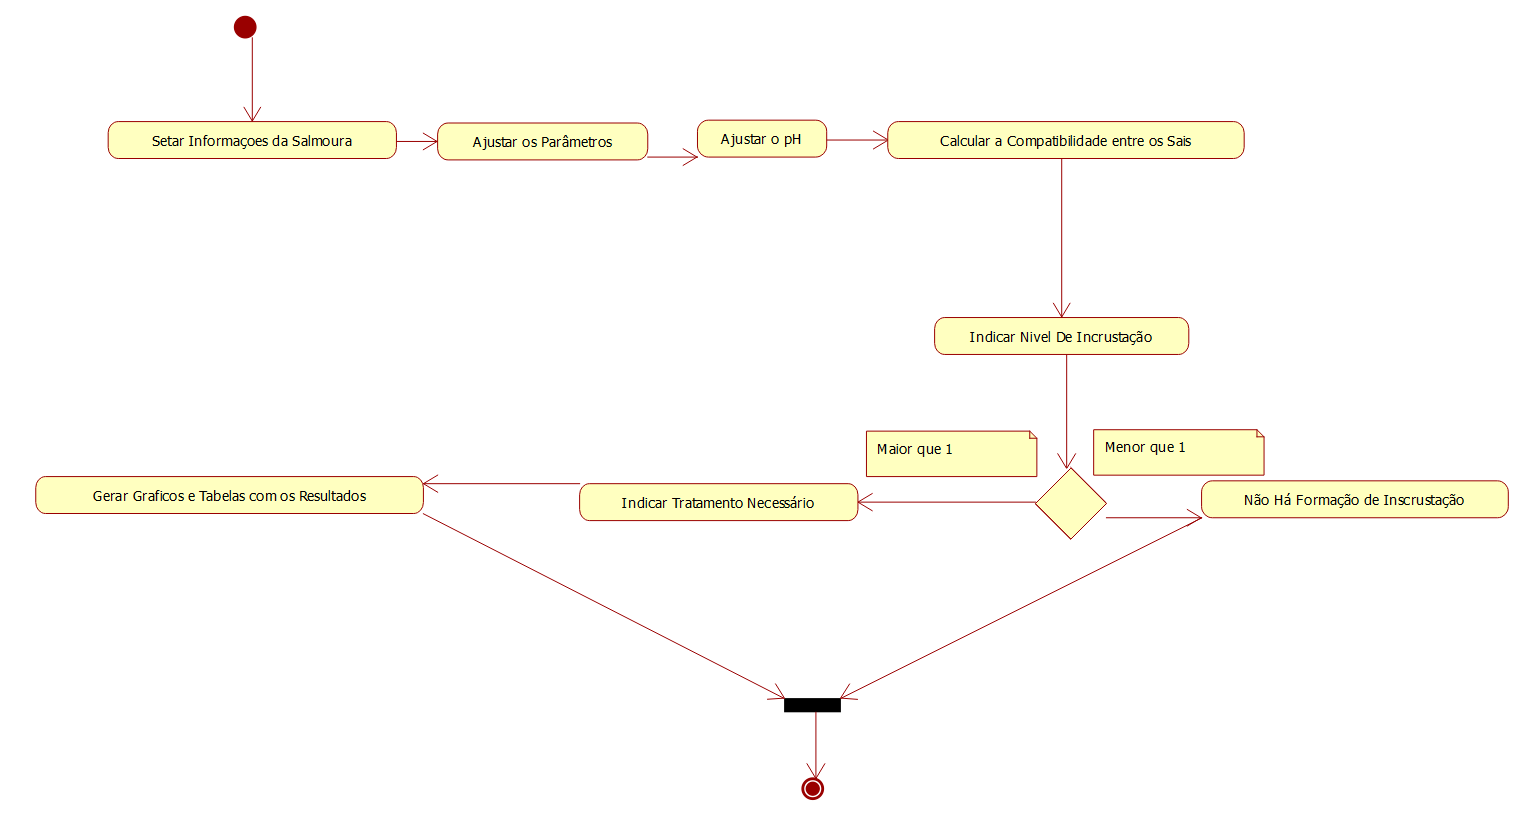 Setar Informaçoes da Salmoura
Ajustar os Parâmetros
Ajustar o pH
Calcular a Compatibilidade entre os Sais
Indicar Nivel De Incrustação
Maior que 1
Menor que 1
Gerar Graficos e Tabelas com os Resultados
Indicar Tratamento Necessário
Não Há Formação de Inscrustação